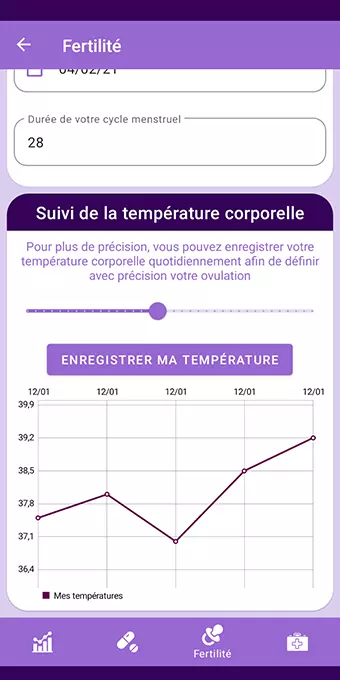 Fertilité
04/02/21
Durée de votre cycle menstruel
28
Suivi de la température corporelle
Pour plus de précision, vous pouvez enregistrer votre
température corporelle quotidiennement afin de définir
avec précision votre ovulation
ENREGISTRER MA TEMPÉRATURE
12/01 12/01 12/01 12/01 12/01
39,9
39,2
38,5
37,8
37,1
36,4
Mes températures
Fertilité